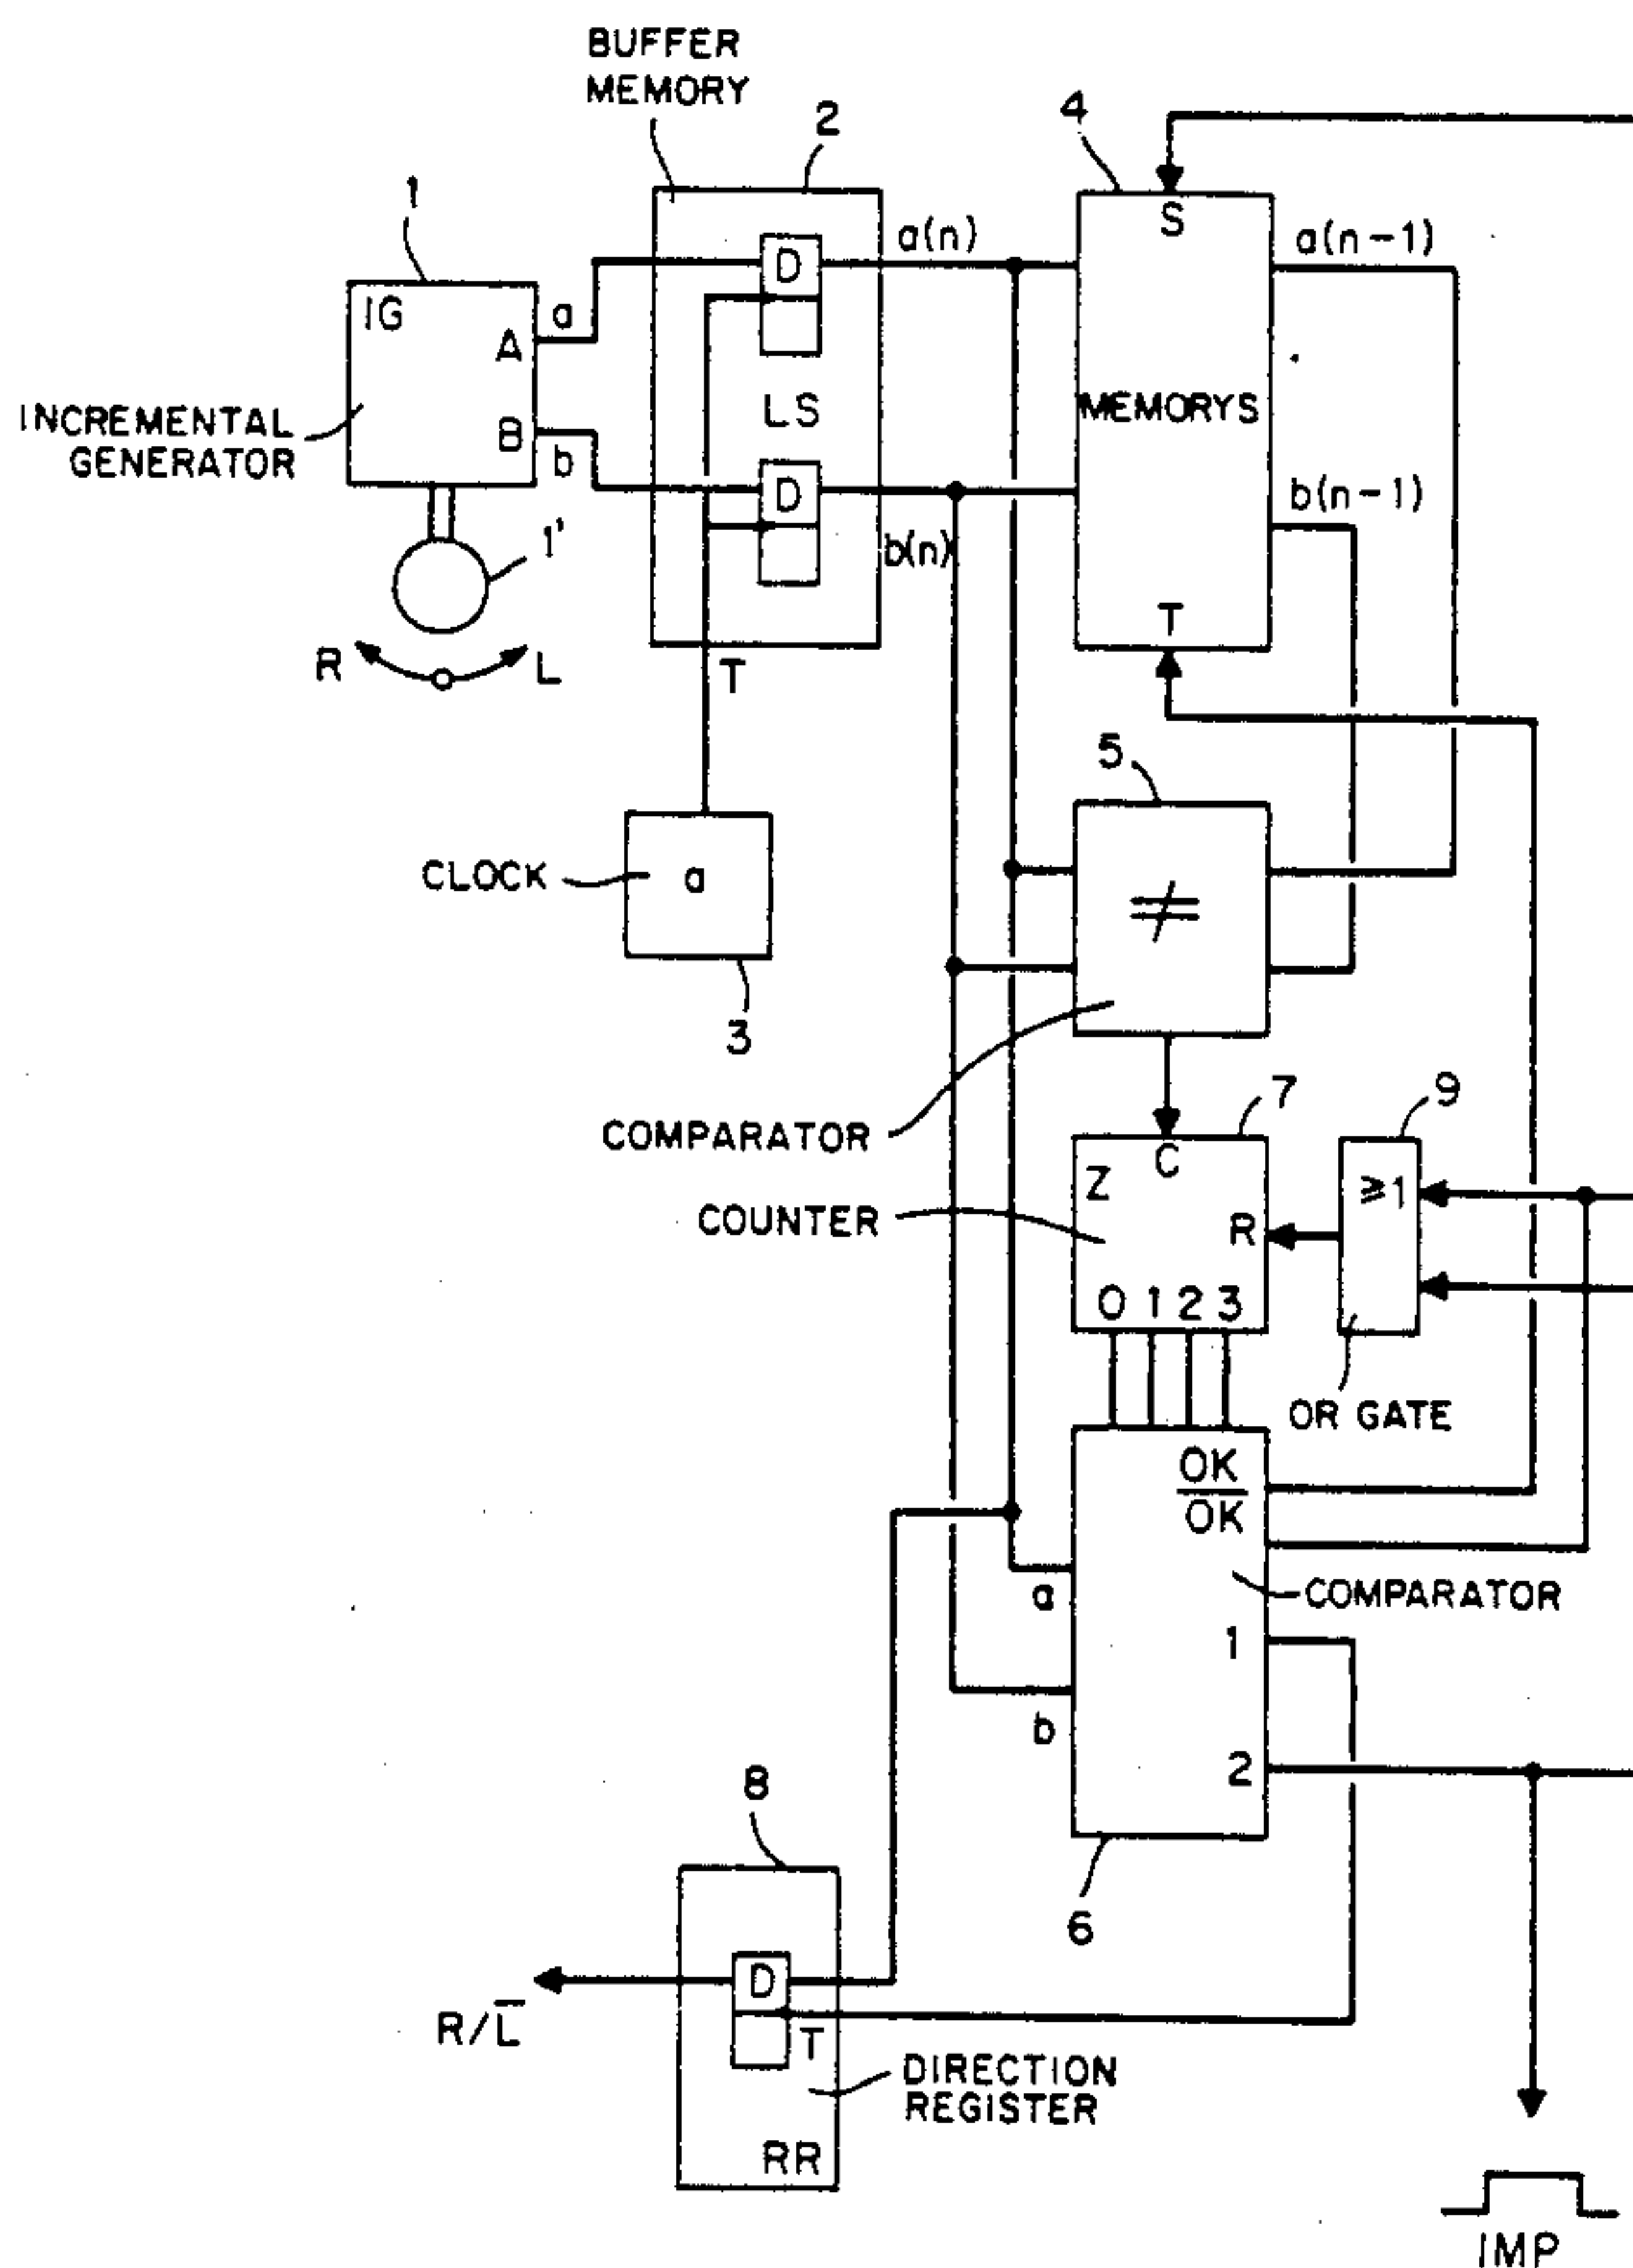 BUFFER
MEMORY
2
4
1
S
a(n)
a(n-1)
D
IG
a
A
LS
MEMORYS
INCREMENTAL
GENERATOR
B
b
D
b(n-1)
1'
b(n)
R
L
T
T
5
CLOCK
a
≠
3
7
9
COMPARATOR
C
Z
≥1
COUNTER
R
0 1 2 3
OR GATE
OK
O̅K̅
a
COMPARATOR
1
b
2
8
6
D
R/L̅
T
DIRECTION
REGISTER
RR
IMP